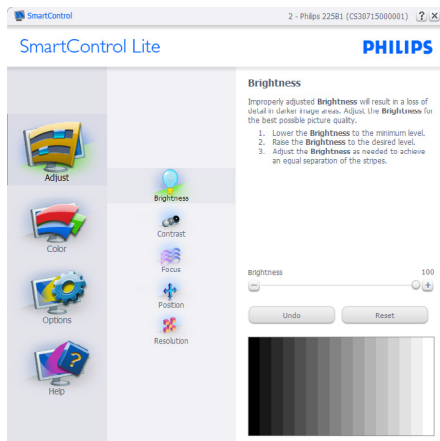 SmartControl
2 - Philips 225B1 (CS30715000001)
? X
SmartControl Lite
PHILIPS
Adjust
Color
Options
Help
Brightness
Contrast
Focus
Position
Resolution
Brightness
Improperly adjusted Brightness will result in a loss of
detail in darker image areas. Adjust the Brightness for
the best possible picture quality.
1. Lower the Brightness to the minimum level.
2. Raise the Brightness to the desired level.
3. Adjust the Brightness as needed to achieve
an equal separation of the stripes.
Brightness 100
Undo Reset